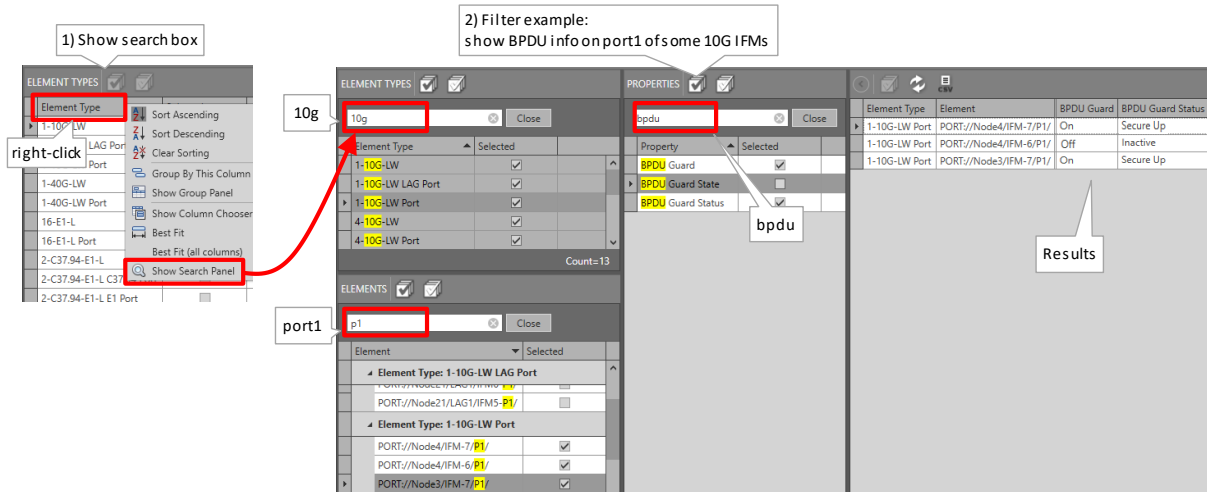 1) Show search box
2) Filter example:
show BPDU info on port1 of some 10G IFMs
ELEMENT TYPES
Element Type
right-click
1-10G-LW
LAG Port
Port
1-40G-LW
1-40G-LW Port
16-E1-L
16-E1-L Port
2-C37.94-E1-L
2-C37.94-E1-L C37
2-C37.94-E1-L E1 Port
Sort Ascending
Sort Descending
Clear Sorting
Group By This Column
Show Group Panel
Show Column Chooser
Best Fit
Best Fit (all columns)
Show Search Panel
10g
ELEMENT TYPES
10g
Close
Element Type Selected
1-10G-LW
1-10G-LW LAG Port
1-10G-LW Port
4-10G-LW
4-10G-LW Port
Count=13
port1
ELEMENTS
p1
Close
Element Selected
Element Type: 1-10G-LW LAG Port
PORT://Node21/LAG1/IFM5-P1/
Element Type: 1-10G-LW Port
PORT://Node4/IFM-7/P1/
PORT://Node4/IFM-6/P1/
PORT://Node3/IFM-7/P1/
PROPERTIES
bpdu
Close
Property Selected
BPDU Guard
BPDU Guard State
BPDU Guard Status
bpdu
CSV
Element Type Element BPDU Guard BPDU Guard Status
1-10G-LW Port PORT://Node4/IFM-7/P1/ On Secure Up
1-10G-LW Port PORT://Node4/IFM-6/P1/ Off Inactive
1-10G-LW Port PORT://Node3/IFM-7/P1/ On Secure Up
Results